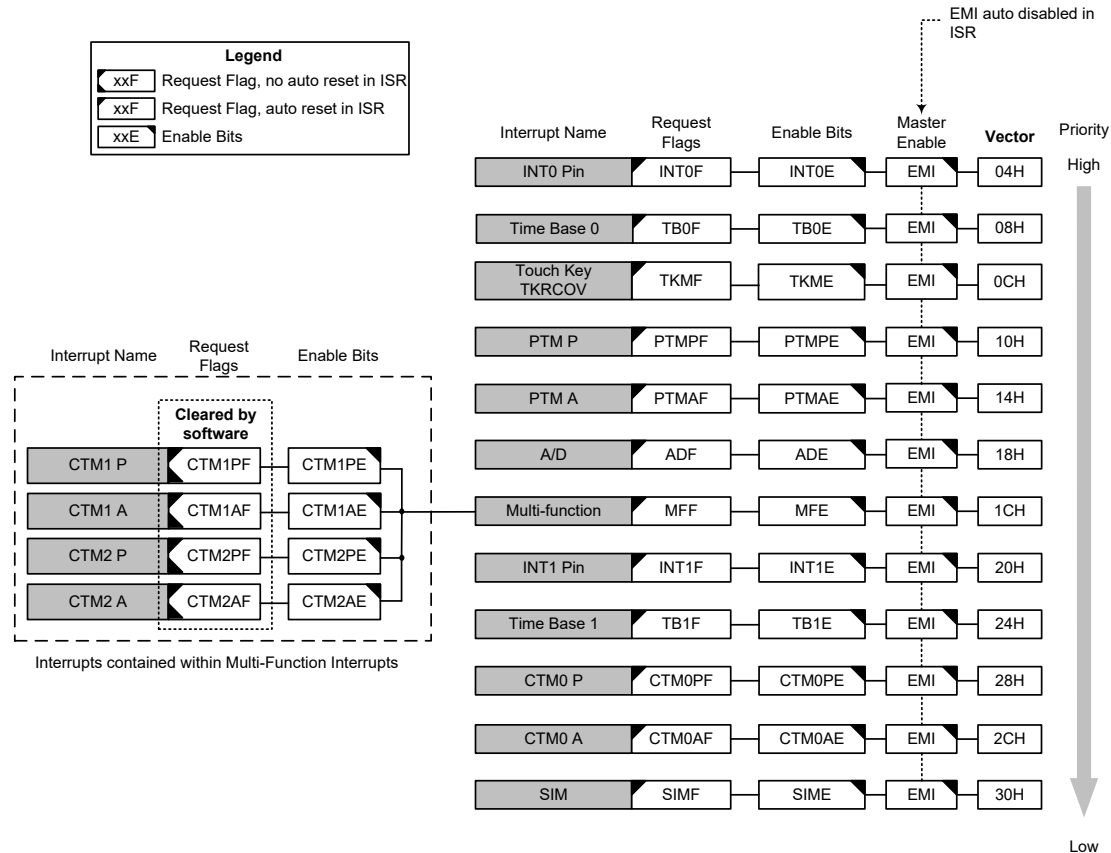 EMI auto disabled in
ISR
Legend
xxF Request Flag, no auto reset in ISR
xxF Request Flag, auto reset in ISR
xxE Enable Bits
Interrupt Name Request Flags Enable Bits Master Enable Vector Priority
High
INT0 Pin INT0F INT0E EMI 04H
Time Base 0 TB0F TB0E EMI 08H
Touch Key
TKRCOV TKMF TKME EMI 0CH
PTM P PTMPF PTMPE EMI 10H
PTM A PTMAF PTMAE EMI 14H
A/D ADF ADE EMI 18H
Multi-function MFF MFE EMI 1CH
INT1 Pin INT1F INT1E EMI 20H
Time Base 1 TB1F TB1E EMI 24H
CTM0 P CTM0PF CTM0PE EMI 28H
CTM0 A CTM0AF CTM0AE EMI 2CH
SIM SIMF SIME EMI 30H
Low
Interrupt Name Request Flags Enable Bits
Cleared by
software
CTM1 P CTM1PF CTM1PE
CTM1 A CTM1AF CTM1AE
CTM2 P CTM2PF CTM2PE
CTM2 A CTM2AF CTM2AE
Interrupts contained within Multi-Function Interrupts